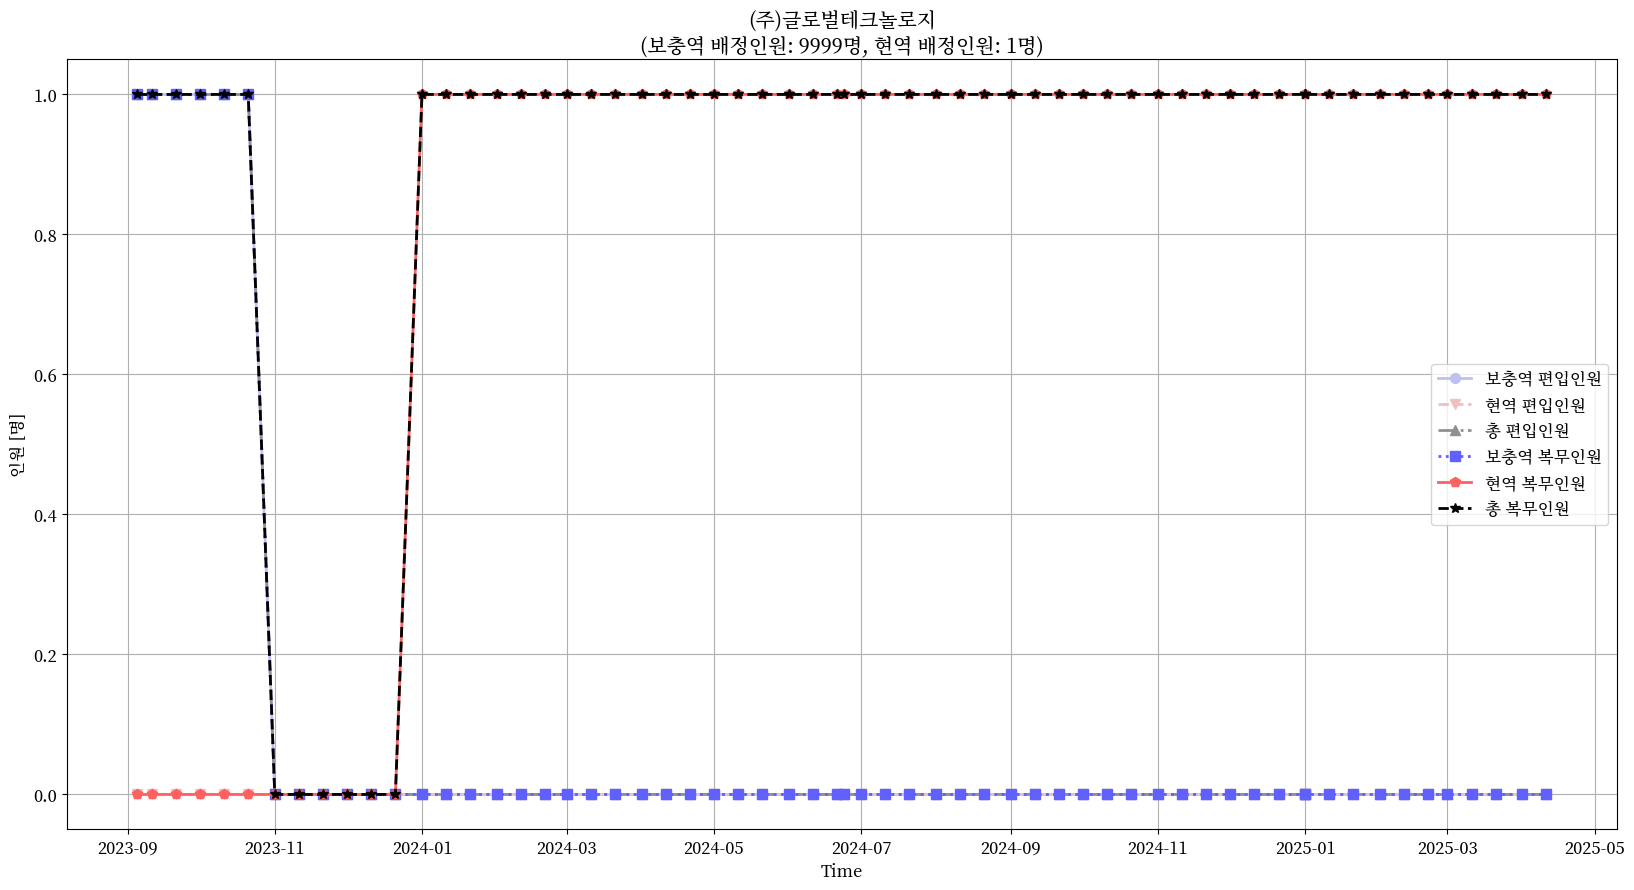 (주)글로벌테크놀로지
(보충역 배정인원: 9999명, 현역 배정인원: 1명)
인원 [명]
1.0
0.8
0.6
0.4
0.2
0.0
보충역 편입인원
현역 편입인원
총 편입인원
보충역 복무인원
현역 복무인원
총 복무인원
2023-09 2023-11 2024-01 2024-03 2024-05 2024-07 2024-09 2024-11 2025-01 2025-03 2025-05
Time